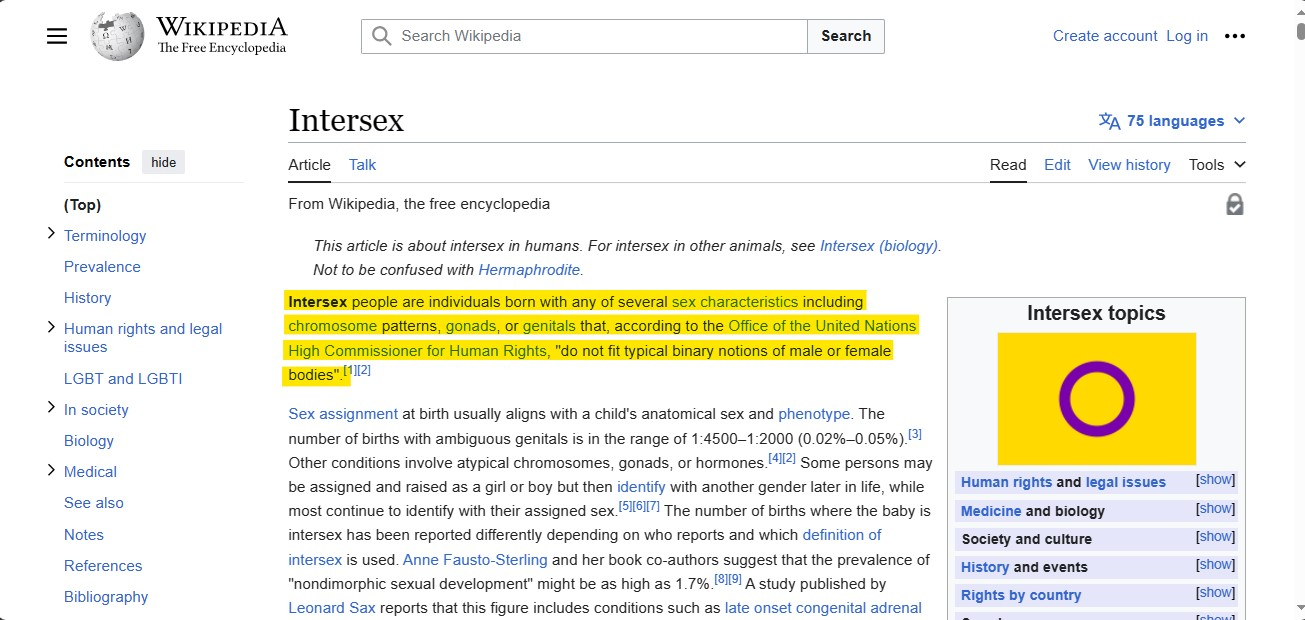 WIKIPEDIA
The Free Encyclopedia
Search Wikipedia
Search
Create account Log in
Intersex
75 languages
Contents hide
Article Talk
Read Edit View history Tools
(Top)
From Wikipedia, the free encyclopedia
Terminology
Prevalence
History
Human rights and legal
issues
LGBT and LGBTI
In society
Biology
Medical
See also
Notes
References
Bibliography
This article is about intersex in humans. For intersex in other animals, see Intersex (biology).
Not to be confused with Hermaphrodite.
Intersex people are individuals born with any of several sex characteristics including
chromosome patterns, gonads, or genitals that, according to the Office of the United Nations
High Commissioner for Human Rights, "do not fit typical binary notions of male or female
bodies".[1][2]
Sex assignment at birth usually aligns with a child's anatomical sex and phenotype. The
number of births with ambiguous genitals is in the range of 1:4500–1:2000 (0.02%–0.05%).[3]
Other conditions involve atypical chromosomes, gonads, or hormones.[4][2] Some persons may
be assigned and raised as a girl or boy but then identify with another gender later in life, while
most continue to identify with their assigned sex.[5][6][7] The number of births where the baby is
intersex has been reported differently depending on who reports and which definition of
intersex is used. Anne Fausto-Sterling and her book co-authors suggest that the prevalence of
"nondimorphic sexual development" might be as high as 1.7%.[8][9] A study published by
Leonard Sax reports that this figure includes conditions such as late onset congenital adrenal
Intersex topics
Human rights and legal issues [show]
Medicine and biology [show]
Society and culture [show]
History and events [show]
Rights by country [show]
[show]